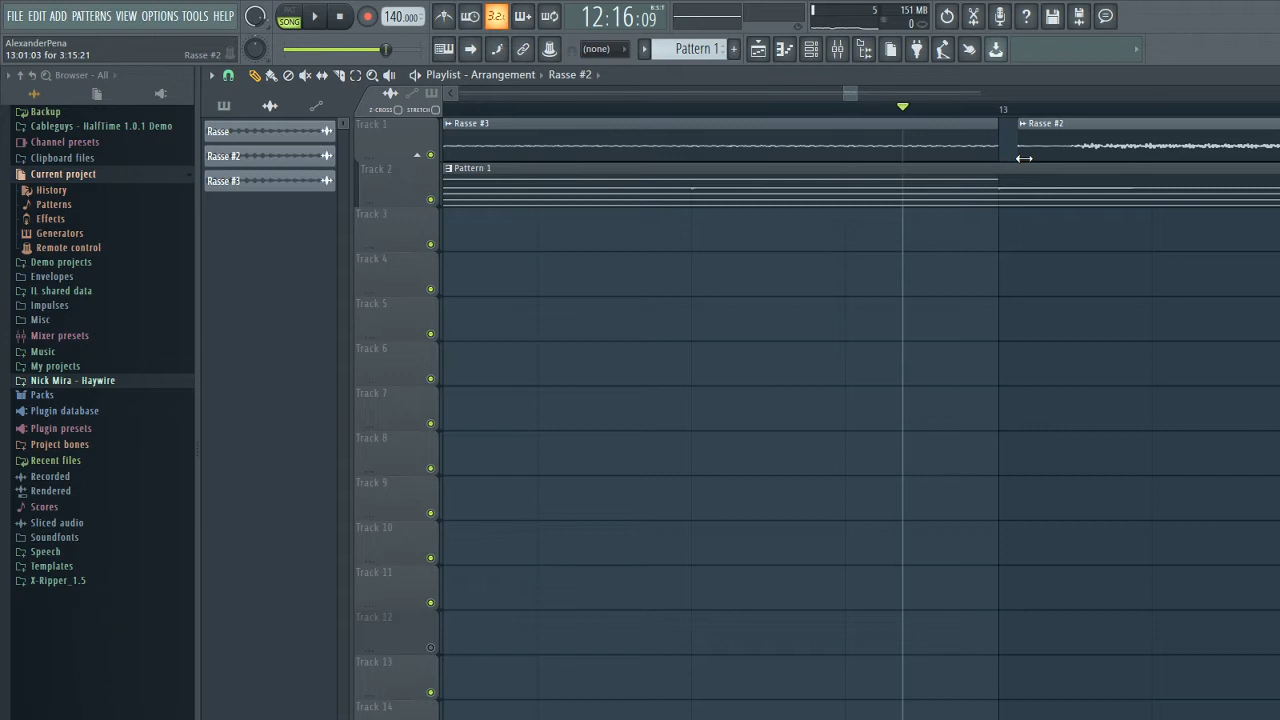 FILE EDIT ADD PATTERNS VIEW OPTIONS TOOLS HELP
PAT
SONG
140.000
3.2.
12:16:09
B:S:T
5
151 MB
0
AlexanderPena
13:01:03 for 3:15:21
Rasse #2
(none)
Pattern 1
Browser - All
Playlist - Arrangement
Rasse #2
Z-CROSS
STRETCH
13
Backup
Cableguys - HalfTime 1.0.1 Demo
Channel presets
Clipboard files
Current project
History
Patterns
Effects
Generators
Remote control
Demo projects
Envelopes
IL shared data
Impulses
Misc
Mixer presets
Music
My projects
Nick Mira - Haywire
Packs
Plugin database
Plugin presets
Project bones
Recent files
Recorded
Rendered
Scores
Sliced audio
Soundfonts
Speech
Templates
X-Ripper_1.5
Rasse
Rasse #2
Rasse #3
Track 1
Rasse #3
Rasse #2
Track 2
Pattern 1
Track 3
Track 4
Track 5
Track 6
Track 7
Track 8
Track 9
Track 10
Track 11
Track 12
Track 13
Track 14